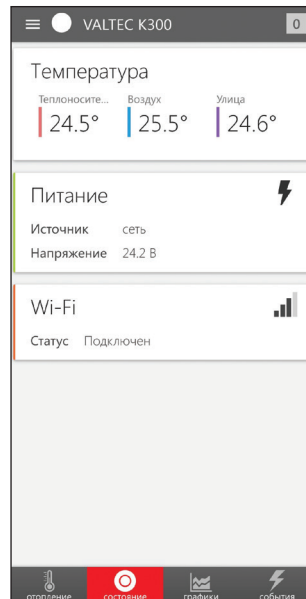 VALTEC K300 0
Температура
Теплоносите... Воздух Улица
24.5° 25.5° 24.6°
Питание
Источник сеть
Напряжение 24.2 В
Wi-Fi
Статус Подключен
отопление состояние графики события